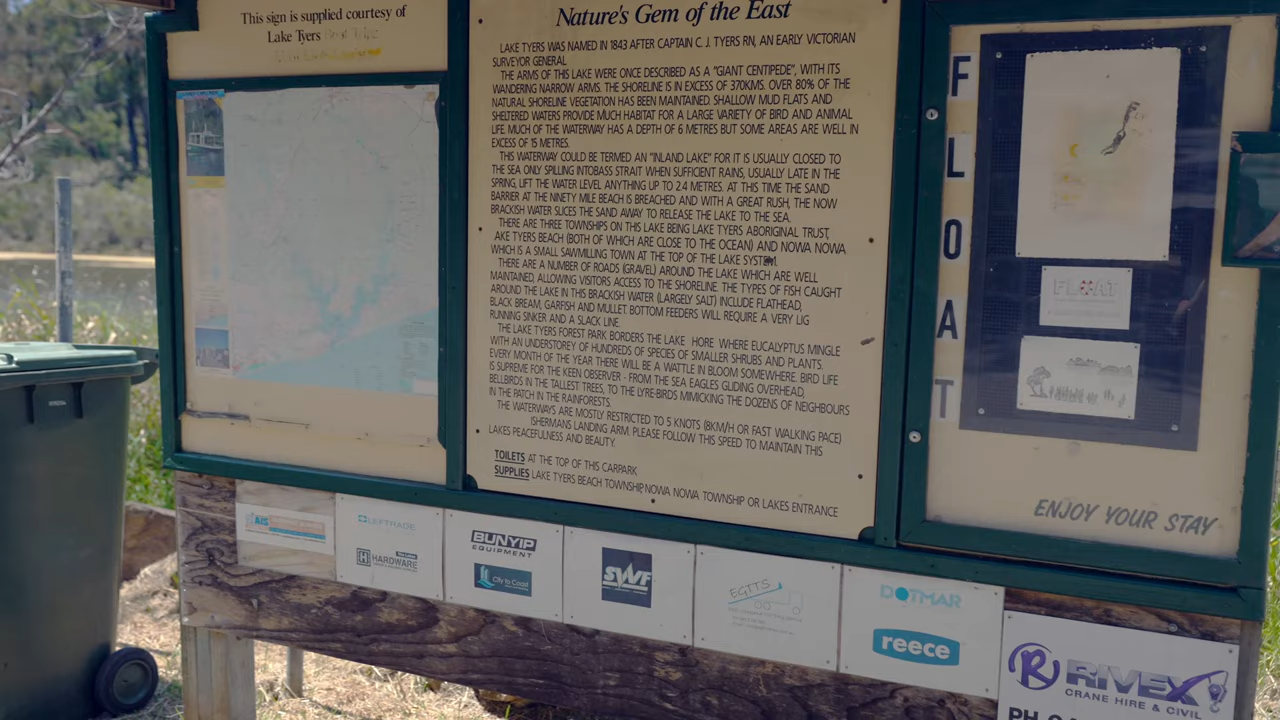 This sign is supplied courtesy of
Lake Tyers
Nature's Gem of the East
LAKE TYERS WAS NAMED IN 1843 AFTER CAPTAIN C. J. TYERS RN, AN EARLY VICTORIAN
SURVEYOR GENERAL
THE ARMS OF THIS LAKE WERE ONCE DESCRIBED AS A "GIANT CENTIPEDE", WITH ITS
WANDERING NARROW ARMS. THE SHORELINE IS IN EXCESS OF 370KMS. OVER 80% OF THE
NATURAL SHORELINE VEGETATION HAS BEEN MAINTAINED. SHALLOW MUD FLATS AND
SHELTERED WATERS PROVIDE MUCH HABITAT FOR A LARGE VARIETY OF BIRD AND ANIMAL
LIFE. MUCH OF THE WATERWAY HAS A DEPTH OF 6 METRES BUT SOME AREAS ARE WELL IN
EXCESS OF 15 METRES.
THIS WATERWAY COULD BE TERMED AN "INLAND LAKE" FOR IT IS USUALLY CLOSED TO
THE SEA ONLY SPILLING INTOBASS STRAIT WHEN SUFFICIENT RAINS, USUALLY LATE IN THE
SPRING, LIFT THE WATER LEVEL ANYTHING UP TO 2.4 METRES. AT THIS TIME THE SAND
BARRIER AT THE NINETY MILE BEACH IS BREACHED AND WITH A GREAT RUSH, THE NOW
BRACKISH WATER SLICES THE SAND AWAY TO RELEASE THE LAKE TO THE SEA.
THERE ARE THREE TOWNSHIPS ON THIS LAKE BEING LAKE TYERS ABORIGINAL TRUST,
AKE TYERS BEACH (BOTH OF WHICH ARE CLOSE TO THE OCEAN) AND NOWA NOWA
WHICH IS A SMALL SAWMILLING TOWN AT THE TOP OF THE LAKE SYSTEM.
THERE ARE A NUMBER OF ROADS (GRAVEL) AROUND THE LAKE WHICH ARE WELL
MAINTAINED ALLOWING VISITORS ACCESS TO THE SHORELINE. THE TYPES OF FISH CAUGHT
AROUND THE LAKE IN THIS BRACKISH WATER (LARGELY SALT) INCLUDE FLATHEAD,
BLACK BREAM, GARFISH AND MULLET. BOTTOM FEEDERS WILL REQUIRE A VERY LIG
RUNNING SINKER AND A SLACK LINE.
THE LAKE TYERS FOREST PARK BORDERS THE LAKE HORE WHERE EUCALYPTUS MINGLE
WITH AN UNDERSTOREY OF HUNDREDS OF SPECIES OF SMALLER SHRUBS AND PLANTS.
EVERY MONTH OF THE YEAR THERE WILL BE A WATTLE IN BLOOM SOMEWHERE. BIRD LIFE
IS SUPREME FOR THE KEEN OBSERVER - FROM THE SEA EAGLES GLIDING OVERHEAD,
BELLBIRDS IN THE TALLEST TREES, TO THE LYRE-BIRDS MIMICKING THE DOZENS OF NEIGHBOURS
IN THE PATCH IN THE RAINFORESTS.
THE WATERWAYS ARE MOSTLY RESTRICTED TO 5 KNOTS (8KM/H OR FAST WALKING PACE)
ISHERMANS LANDING ARM. PLEASE FOLLOW THIS SPEED TO MAINTAIN THIS
LAKES PEACEFULNESS AND BEAUTY.
TOILETS AT THE TOP OF THIS CARPARK
SUPPLIES LAKE TYERS BEACH TOWNSHIP, NOWA NOWA TOWNSHIP OR LAKES ENTRANCE
FLOAT
FLOAT
ENJOY YOUR STAY
AJS
LEFTRADE
HARDWARE
BUNYIP
EQUIPMENT
City to Coast
SWF
EGTTS
DOTMAR
reece
RIVEX
CRANE HIRE & CIVIL